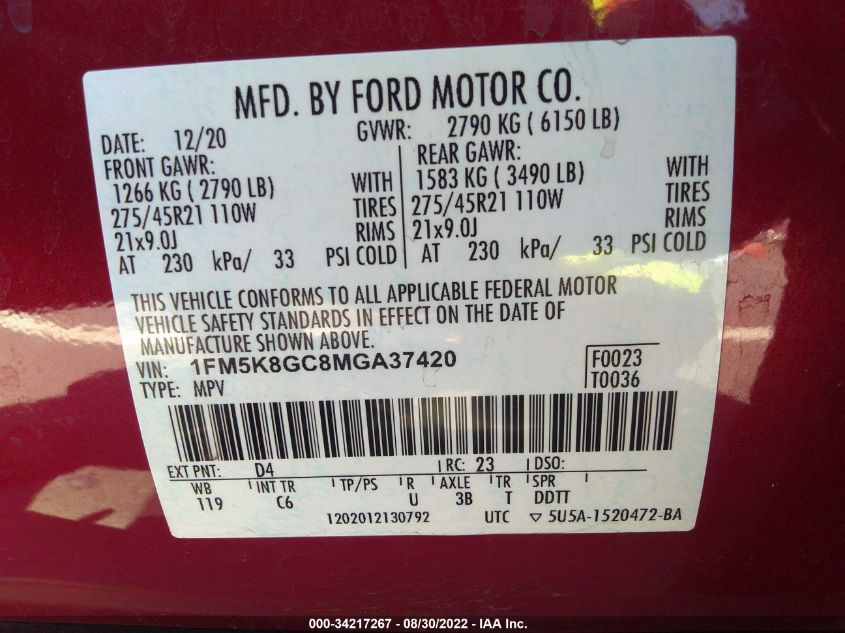 MFD. BY FORD MOTOR CO.
DATE: 12/20 GVWR: 2790 KG ( 6150 LB)
FRONT GAWR: REAR GAWR:
1266 KG ( 2790 LB) WITH 1583 KG ( 3490 LB) WITH
275/45R21 110W TIRES 275/45R21 110W TIRES
21x9.0J RIMS 21x9.0J RIMS
AT 230 kPa/ 33 PSI COLD AT 230 kPa/ 33 PSI COLD
THIS VEHICLE CONFORMS TO ALL APPLICABLE FEDERAL MOTOR
VEHICLE SAFETY STANDARDS IN EFFECT ON THE DATE OF
MANUFACTURE SHOWN ABOVE.
VIN: 1FM5K8GC8MGA37420 F0023
TYPE: MPV T0036
EXT PNT: D4 RC: 23 DSO:
WB INT TR TP/PS R AXLE TR SPR
119 C6 U 3B T DDTT
1202012130792 UTC ▽ 5U5A-1520472-BA
000-34217267 - 08/30/2022 - IAA Inc.